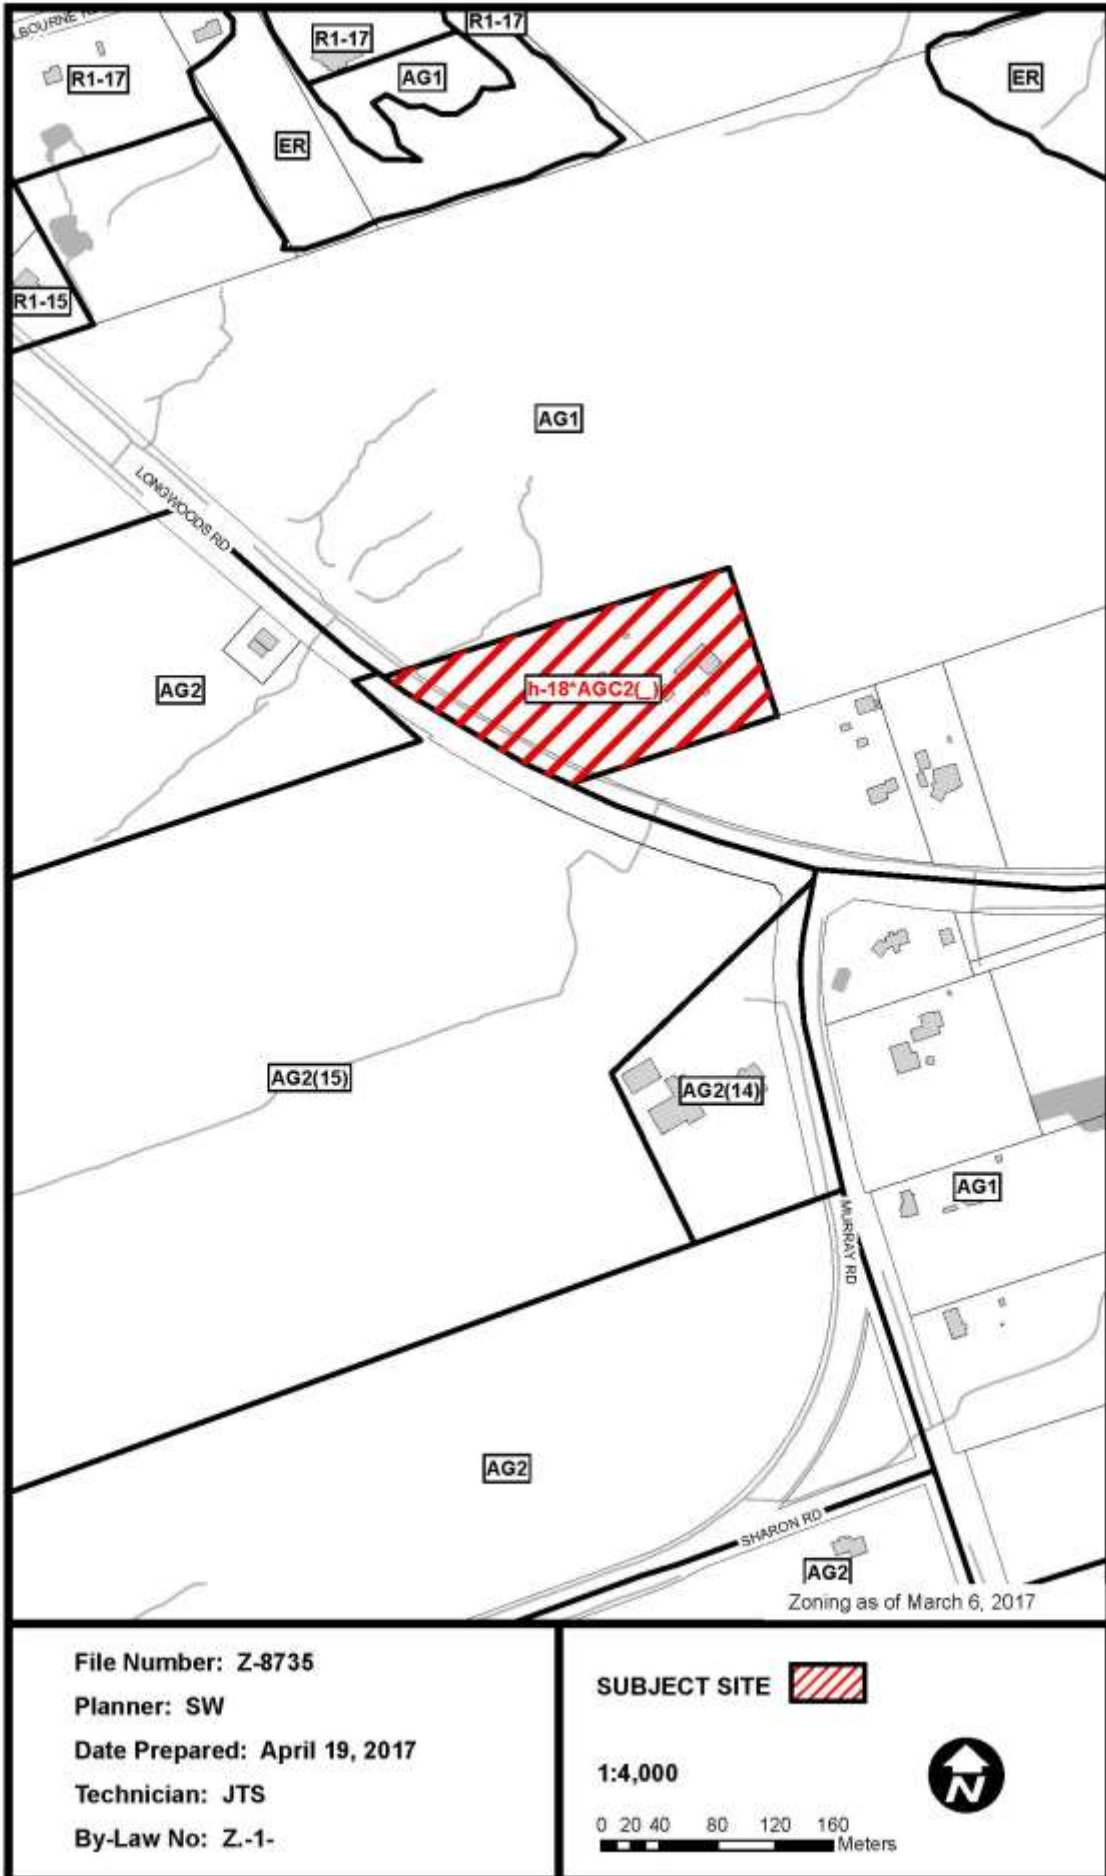 R1-17
R1-17
R1-17
AG1
ER
ER
R1-15
AG1
LONGWOODS RD
h-18*AGC2(_)
AG2
AG2(15)
AG2(14)
AG1
MURRAY RD
AG2
SHARON RD
AG2
Zoning as of March 6, 2017
File Number: Z-8735
Planner: SW
Date Prepared: April 19, 2017
Technician: JTS
By-Law No: Z.-1-
SUBJECT SITE
1:4,000
N
0 20 40 80 120 160
Meters